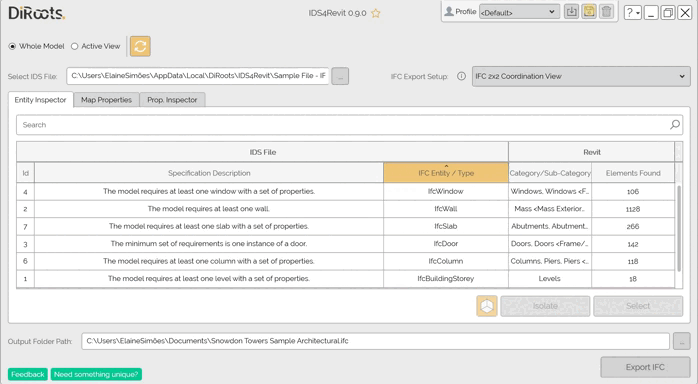 DiRoots.
IDS4Revit 0.9.0
Profile <Default>
?
Whole Model Active View
Select IDS File: C:\Users\ElaineSimões\AppData\Local\DiRoots\IDS4Revit\Sample File - IF ... IFC Export Setup: IFC 2x2 Coordination View
Entity Inspector Map Properties Prop. Inspector
Search
IDS File Revit
Id Specification Description IFC Entity / Type Category/Sub-Category Elements Found
4 The model requires at least one window with a set of properties. IfcWindow Windows, Windows <F.. 106
2 The model requires at least one wall. IfcWall Mass <Mass Exterior.. 1128
7 The model requires at least one slab with a set of properties. IfcSlab Abutments, Abutment.. 266
3 The minimum set of requirements is one instance of a door. IfcDoor Doors, Doors <Frame/.. 142
6 The model requires at least one column with a set of properties. IfcColumn Columns, Piers, Piers <.. 118
1 The model requires at least one level with a set of properties. IfcBuildingStorey Levels 18
Isolate Select
Output Folder Path: C:\Users\ElaineSimões\Documents\Snowdon Towers Sample Architectural.ifc ...
Feedback Need something unique? Export IFC